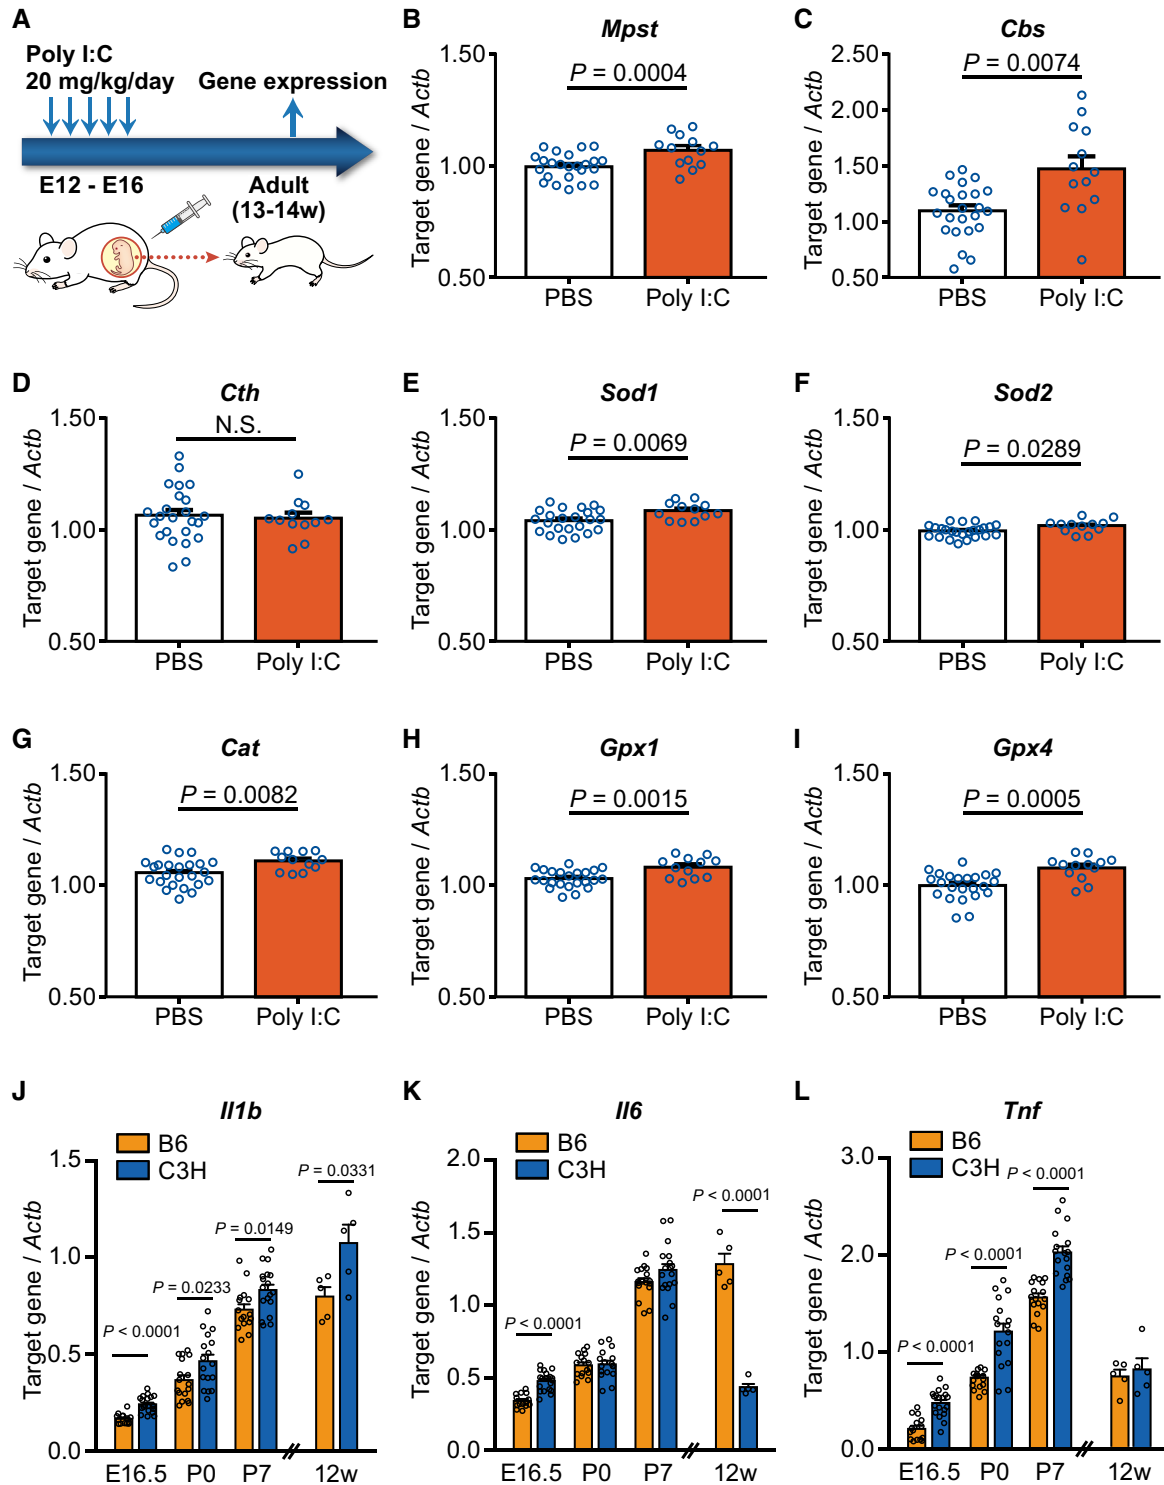 A
Poly I:C
20 mg/kg/day
Gene expression
E12 - E16
Adult
(13-14w)
B
Mpst
Target gene / Actb
1.50
1.00
0.50
P = 0.0004
PBS
Poly I:C
C
Cbs
Target gene / Actb
2.50
2.00
1.50
1.00
0.50
P = 0.0074
PBS
Poly I:C
D
Cth
Target gene / Actb
1.50
1.00
0.50
N.S.
PBS
Poly I:C
E
Sod1
Target gene / Actb
1.50
1.00
0.50
P = 0.0069
PBS
Poly I:C
F
Sod2
Target gene / Actb
1.50
1.00
0.50
P = 0.0289
PBS
Poly I:C
G
Cat
Target gene / Actb
1.50
1.00
0.50
P = 0.0082
PBS
Poly I:C
H
Gpx1
Target gene / Actb
1.50
1.00
0.50
P = 0.0015
PBS
Poly I:C
I
Gpx4
Target gene / Actb
1.50
1.00
0.50
P = 0.0005
PBS
Poly I:C
J
Il1b
B6
C3H
Target gene / Actb
1.5
1.0
0.5
0.0
P < 0.0001
P = 0.0233
P = 0.0149
P = 0.0331
E16.5
P0
P7
12w
K
Il6
B6
C3H
Target gene / Actb
2.0
1.5
1.0
0.5
0.0
P < 0.0001
P < 0.0001
E16.5
P0
P7
12w
L
Tnf
B6
C3H
Target gene / Actb
3.0
2.0
1.0
0.0
P < 0.0001
P < 0.0001
P < 0.0001
E16.5
P0
P7
12w